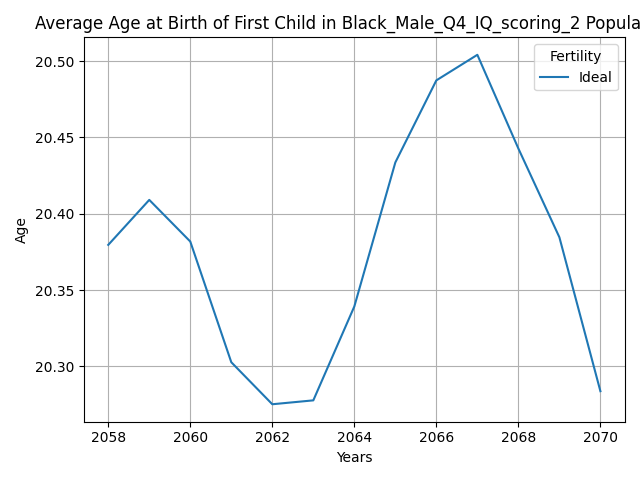 Average Age at Birth of First Child in Black_Male_Q4_IQ_scoring_2 Popula
Fertility
Ideal
20.50
20.45
20.40
20.35
20.30
Age
2058
2060
2062
2064
2066
2068
2070
Years